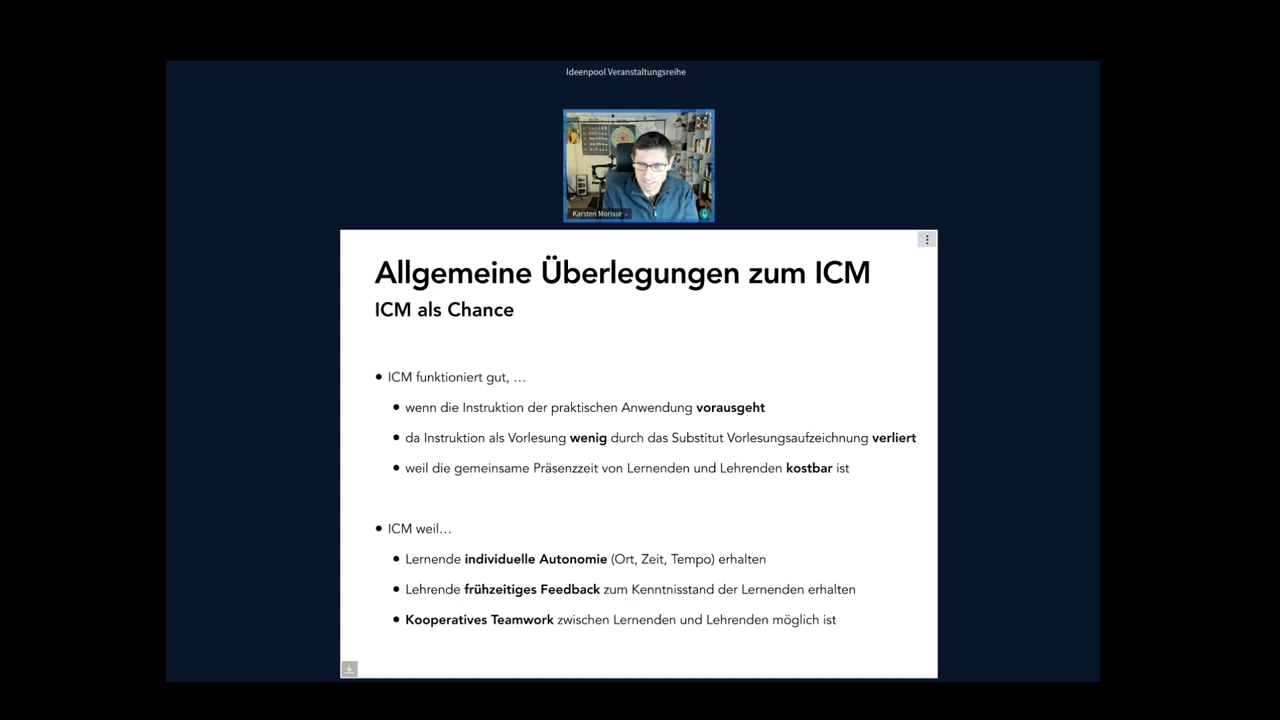 Ideenpool Veranstaltungsreihe
Karsten Morisse
Allgemeine Überlegungen zum ICM
ICM als Chance
• ICM funktioniert gut, …
• wenn die Instruktion der praktischen Anwendung vorausgeht
• da Instruktion als Vorlesung wenig durch das Substitut Vorlesungsaufzeichnung verliert
• weil die gemeinsame Präsenzzeit von Lernenden und Lehrenden kostbar ist
• ICM weil…
• Lernende individuelle Autonomie (Ort, Zeit, Tempo) erhalten
• Lehrende frühzeitiges Feedback zum Kenntnisstand der Lernenden erhalten
• Kooperatives Teamwork zwischen Lernenden und Lehrenden möglich ist